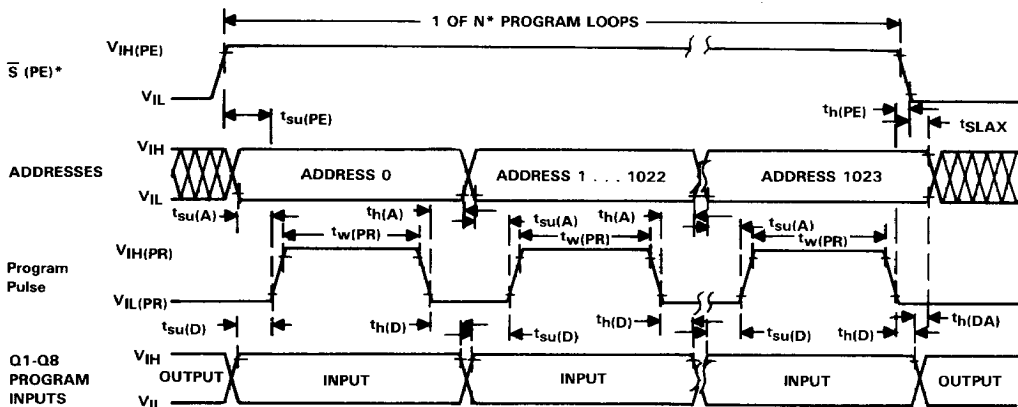 1 OF N* PROGRAM LOOPS
VIH(PE)
S (PE)*
VIL
tsu(PE)
th(PE)
tSLAX
VIH
ADDRESSES
ADDRESS 0
ADDRESS 1 . . . 1022
ADDRESS 1023
VIL
tsu(A)
th(A)
tsu(A)
th(A)
tsu(A)
tw(PR)
tw(PR)
tw(PR)
VIH(PR)
Program
Pulse
VIL(PR)
tsu(D)
th(D)
tsu(D)
th(D)
tsu(D)
th(D)
th(DA)
VIH
Q1-Q8
PROGRAM
INPUTS
OUTPUT
INPUT
INPUT
INPUT
OUTPUT
VIL